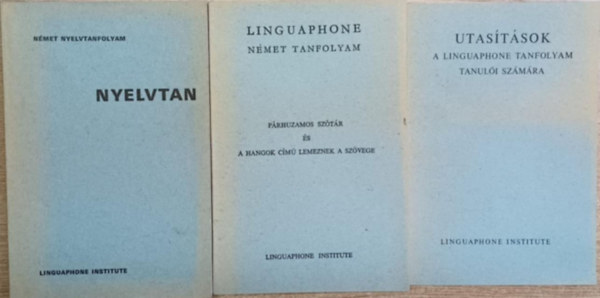 NÉMET NYELVTANFOLYAM
NYELVTAN
LINGUAPHONE INSTITUTE
LINGUAPHONE
NÉMET TANFOLYAM
PÁRHUZAMOS SZÓTÁR
ÉS
A HANGOK CÍMŰ LEMEZNEK A SZÖVEGE
LINGUAPHONE INSTITUTE
UTASÍTÁSOK
A LINGUAPHONE TANFOLYAM
TANULÓI SZÁMÁRA
LINGUAPHONE INSTITUTE